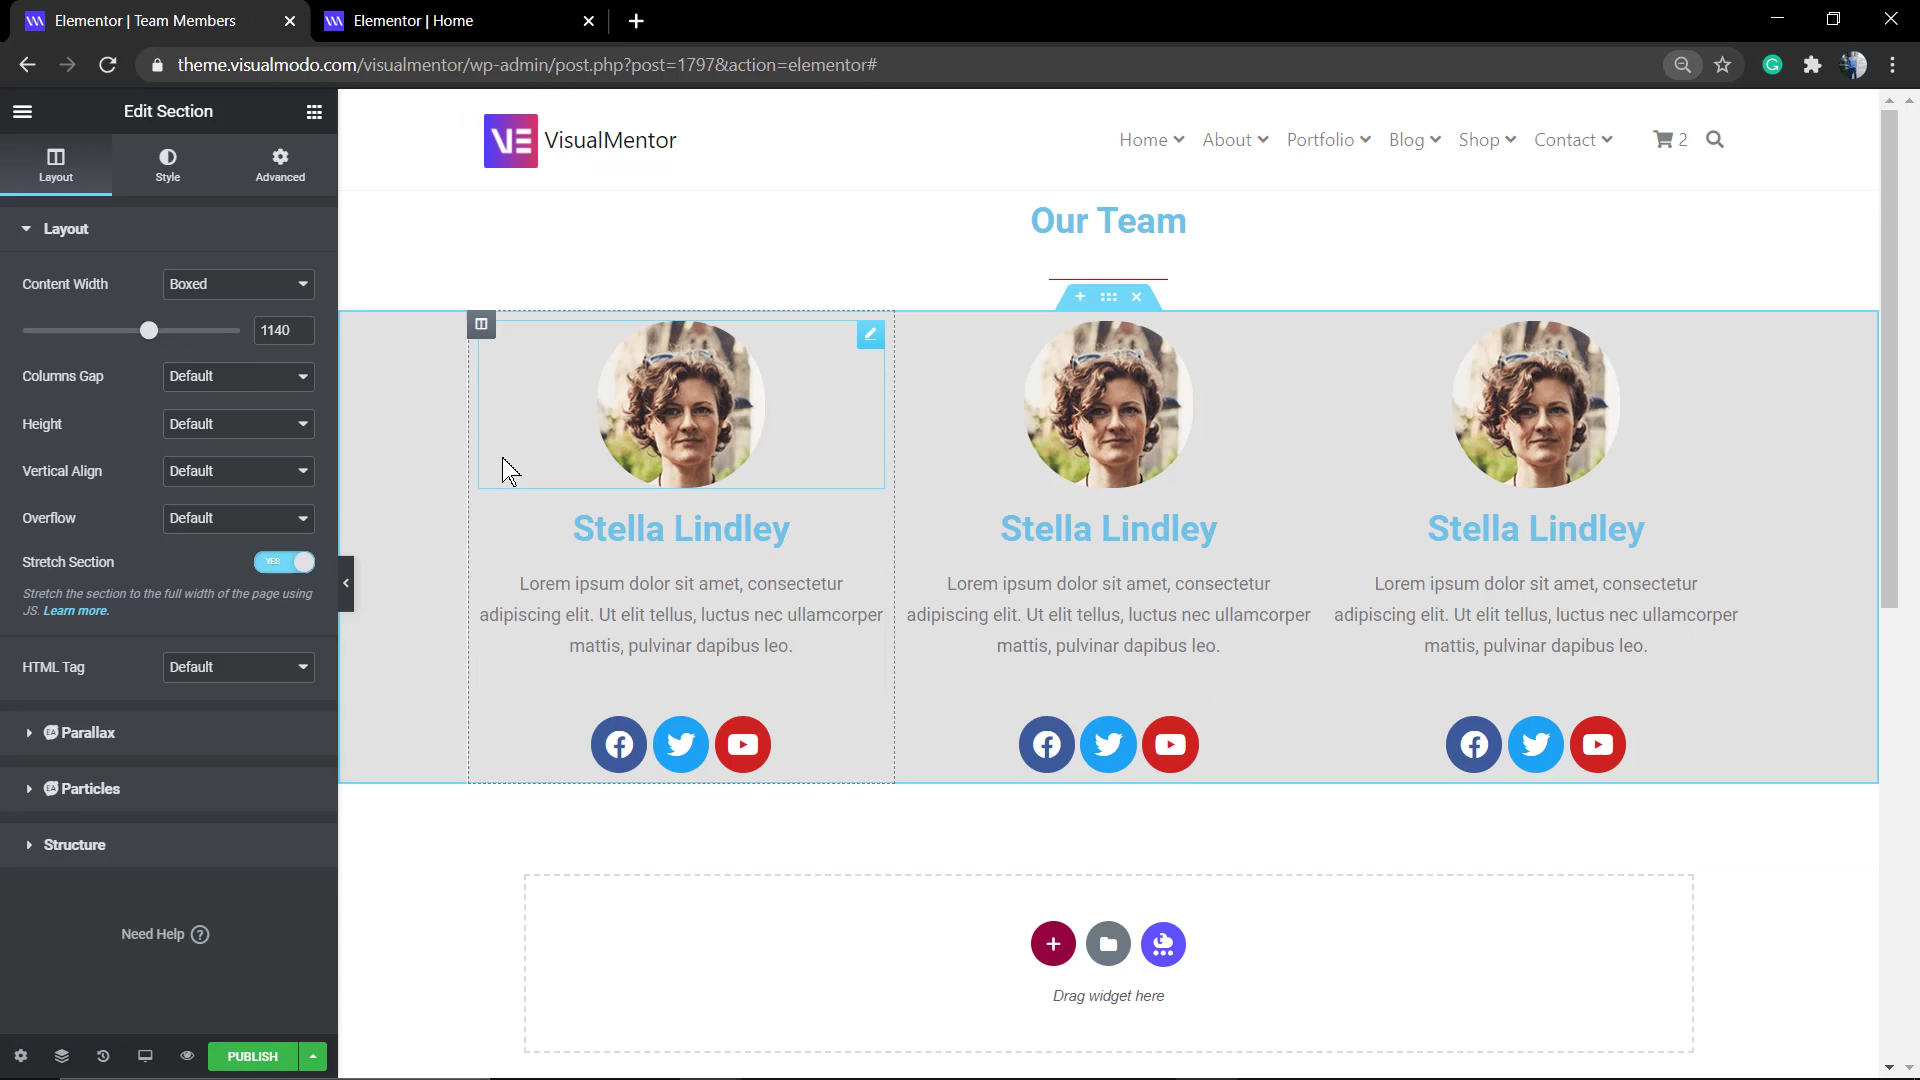 Elementor | Team Members
Elementor | Home
theme.visualmodo.com/visualmentor/wp-admin/post.php?post=1797&action=elementor#
Edit Section
Layout
Style
Advanced
Layout
Content Width
Boxed
1140
Columns Gap
Default
Height
Default
Vertical Align
Default
Overflow
Default
Stretch Section
YES
Stretch the section to the full width of the page using
JS. Learn more.
HTML Tag
Default
EA Parallax
EA Particles
Structure
Need Help ?
PUBLISH
VE VisualMentor
Home
About
Portfolio
Blog
Shop
Contact
2
Our Team
Stella Lindley
Lorem ipsum dolor sit amet, consectetur
adipiscing elit. Ut elit tellus, luctus nec ullamcorper
mattis, pulvinar dapibus leo.
Stella Lindley
Lorem ipsum dolor sit amet, consectetur
adipiscing elit. Ut elit tellus, luctus nec ullamcorper
mattis, pulvinar dapibus leo.
Stella Lindley
Lorem ipsum dolor sit amet, consectetur
adipiscing elit. Ut elit tellus, luctus nec ullamcorper
mattis, pulvinar dapibus leo.
Drag widget here